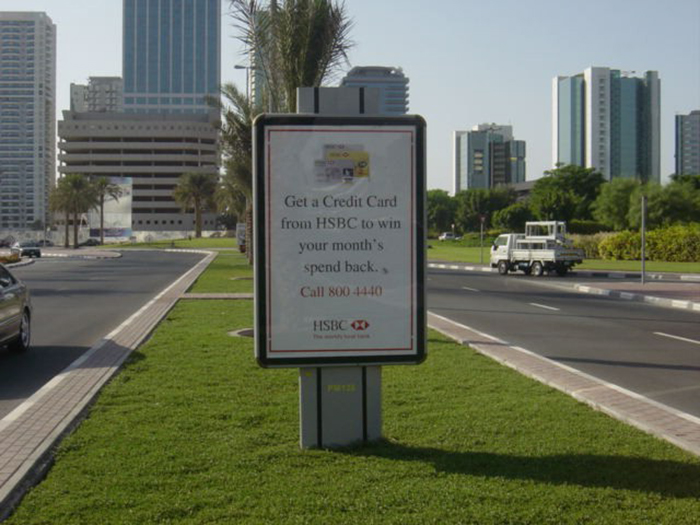 Get a Credit Card
from HSBC to win
your month's
spend back.
Call 800 4440
HSBC
The world's local bank